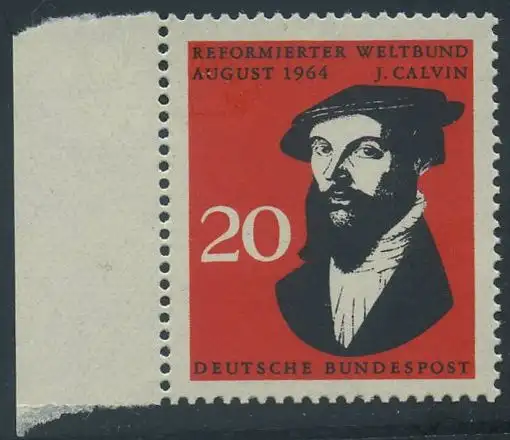 REFORMIERTER WELTBUND
AUGUST 1964 J. CALVIN
20
DEUTSCHE BUNDESPOST